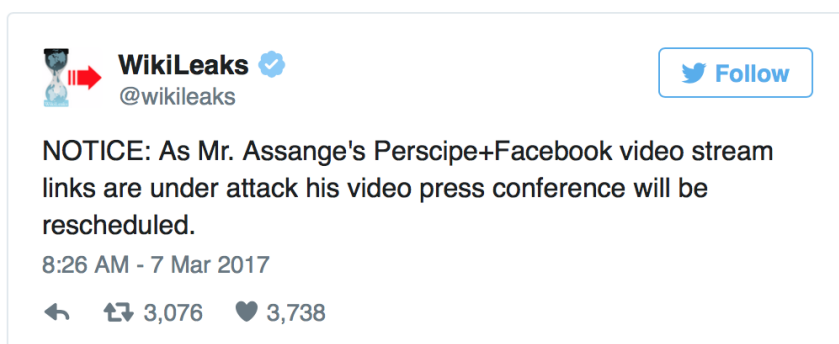 WikiLeaks
@wikileaks
Follow
NOTICE: As Mr. Assange's Perscipe+Facebook video stream
links are under attack his video press conference will be
rescheduled.
8:26 AM - 7 Mar 2017
3,076 3,738